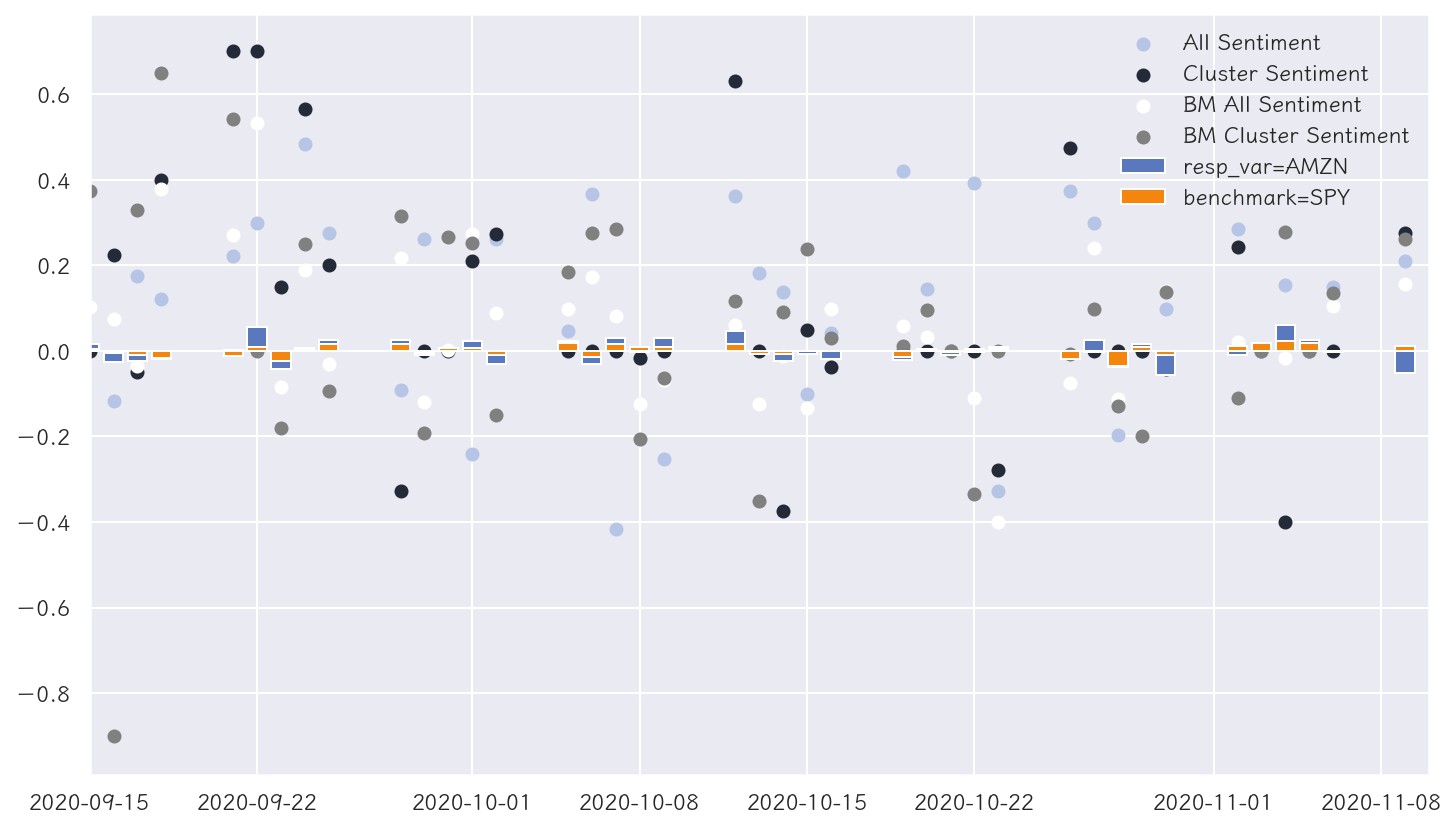 All Sentiment
Cluster Sentiment
BM All Sentiment
BM Cluster Sentiment
resp_var=AMZN
benchmark=SPY
0.6
0.4
0.2
0.0
−0.2
−0.4
−0.6
−0.8
2020-09-15 2020-09-22 2020-10-01 2020-10-08 2020-10-15 2020-10-22 2020-11-01 2020-11-08